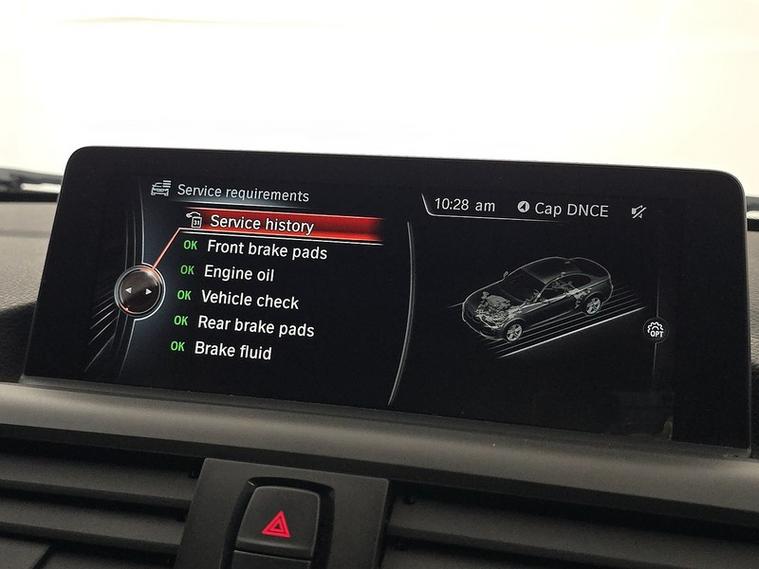 Service requirements
10:28 am Cap DNCE
31 Service history
OK Front brake pads
OK Engine oil
OK Vehicle check
OK Rear brake pads
OK Brake fluid
OPT